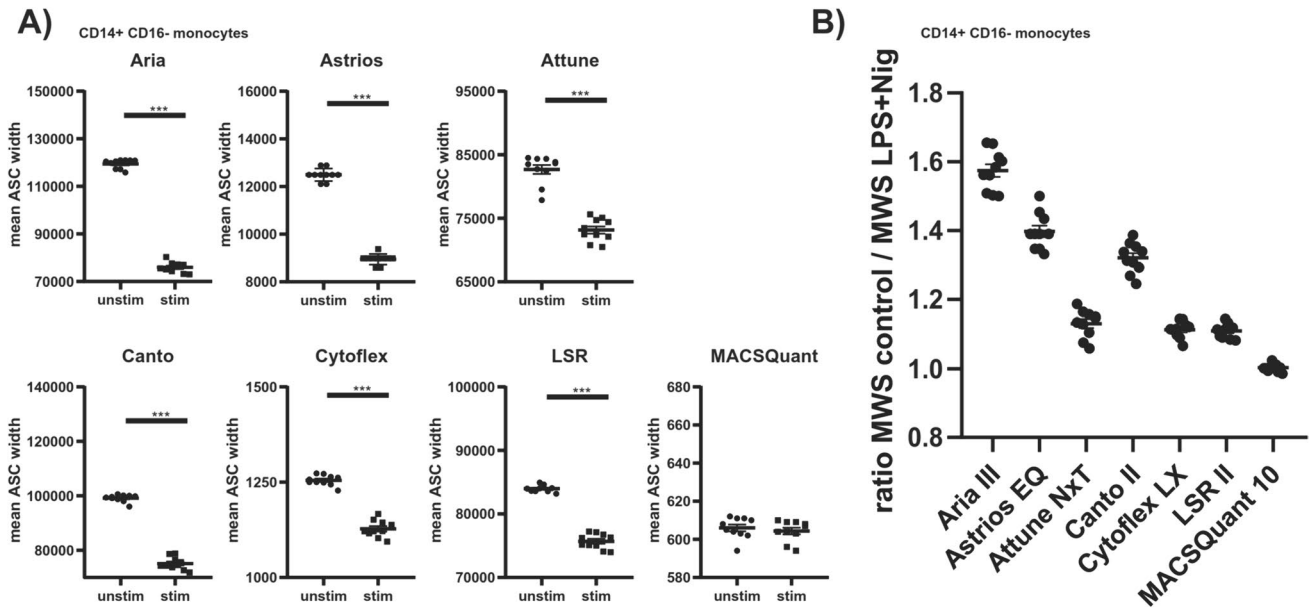 A)
CD14+ CD16- monocytes
Aria
mean ASC width
150000
130000
110000
90000
70000
***
unstim stim
Astrios
mean ASC width
16000
14000
12000
10000
8000
***
unstim stim
Attune
mean ASC width
95000
85000
75000
65000
***
unstim stim
Canto
mean ASC width
140000
120000
100000
80000
***
unstim stim
Cytoflex
mean ASC width
1500
1250
1000
***
unstim stim
LSR
mean ASC width
100000
90000
80000
70000
***
unstim stim
MACSQuant
mean ASC width
680
660
640
620
600
580
unstim stim
B)
CD14+ CD16- monocytes
ratio MWS control / MWS LPS+Nig
1.8
1.6
1.4
1.2
1.0
0.8
Aria III
Astrios EQ
Attune NxT
Canto II
Cytoflex LX
LSR II
MACSQuant 10